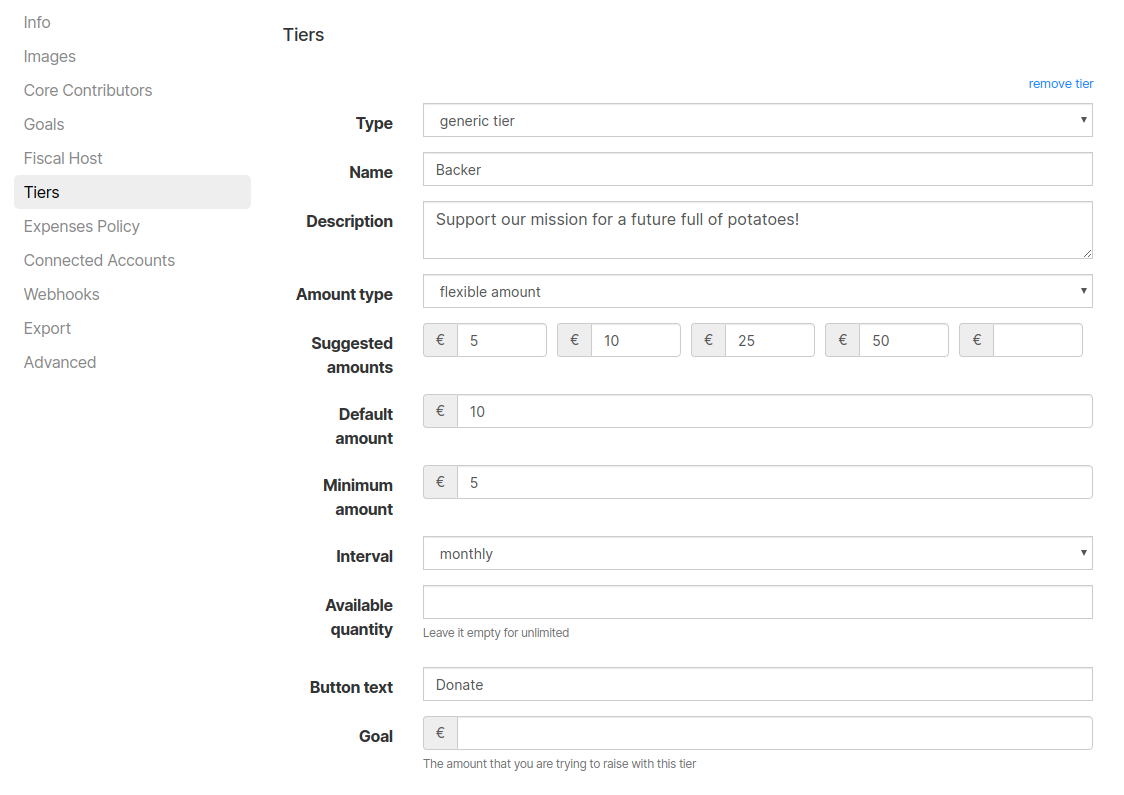 Info
Images
Core Contributors
Goals
Fiscal Host
Tiers
Expenses Policy
Connected Accounts
Webhooks
Export
Advanced
Tiers
remove tier
Type generic tier
Name Backer
Description Support our mission for a future full of potatoes!
Amount type flexible amount
Suggested € 5 € 10 € 25 € 50 €
amounts
Default € 10
amount
Minimum € 5
amount
Interval monthly
Available
quantity
Leave it empty for unlimited
Button text Donate
Goal €
The amount that you are trying to raise with this tier